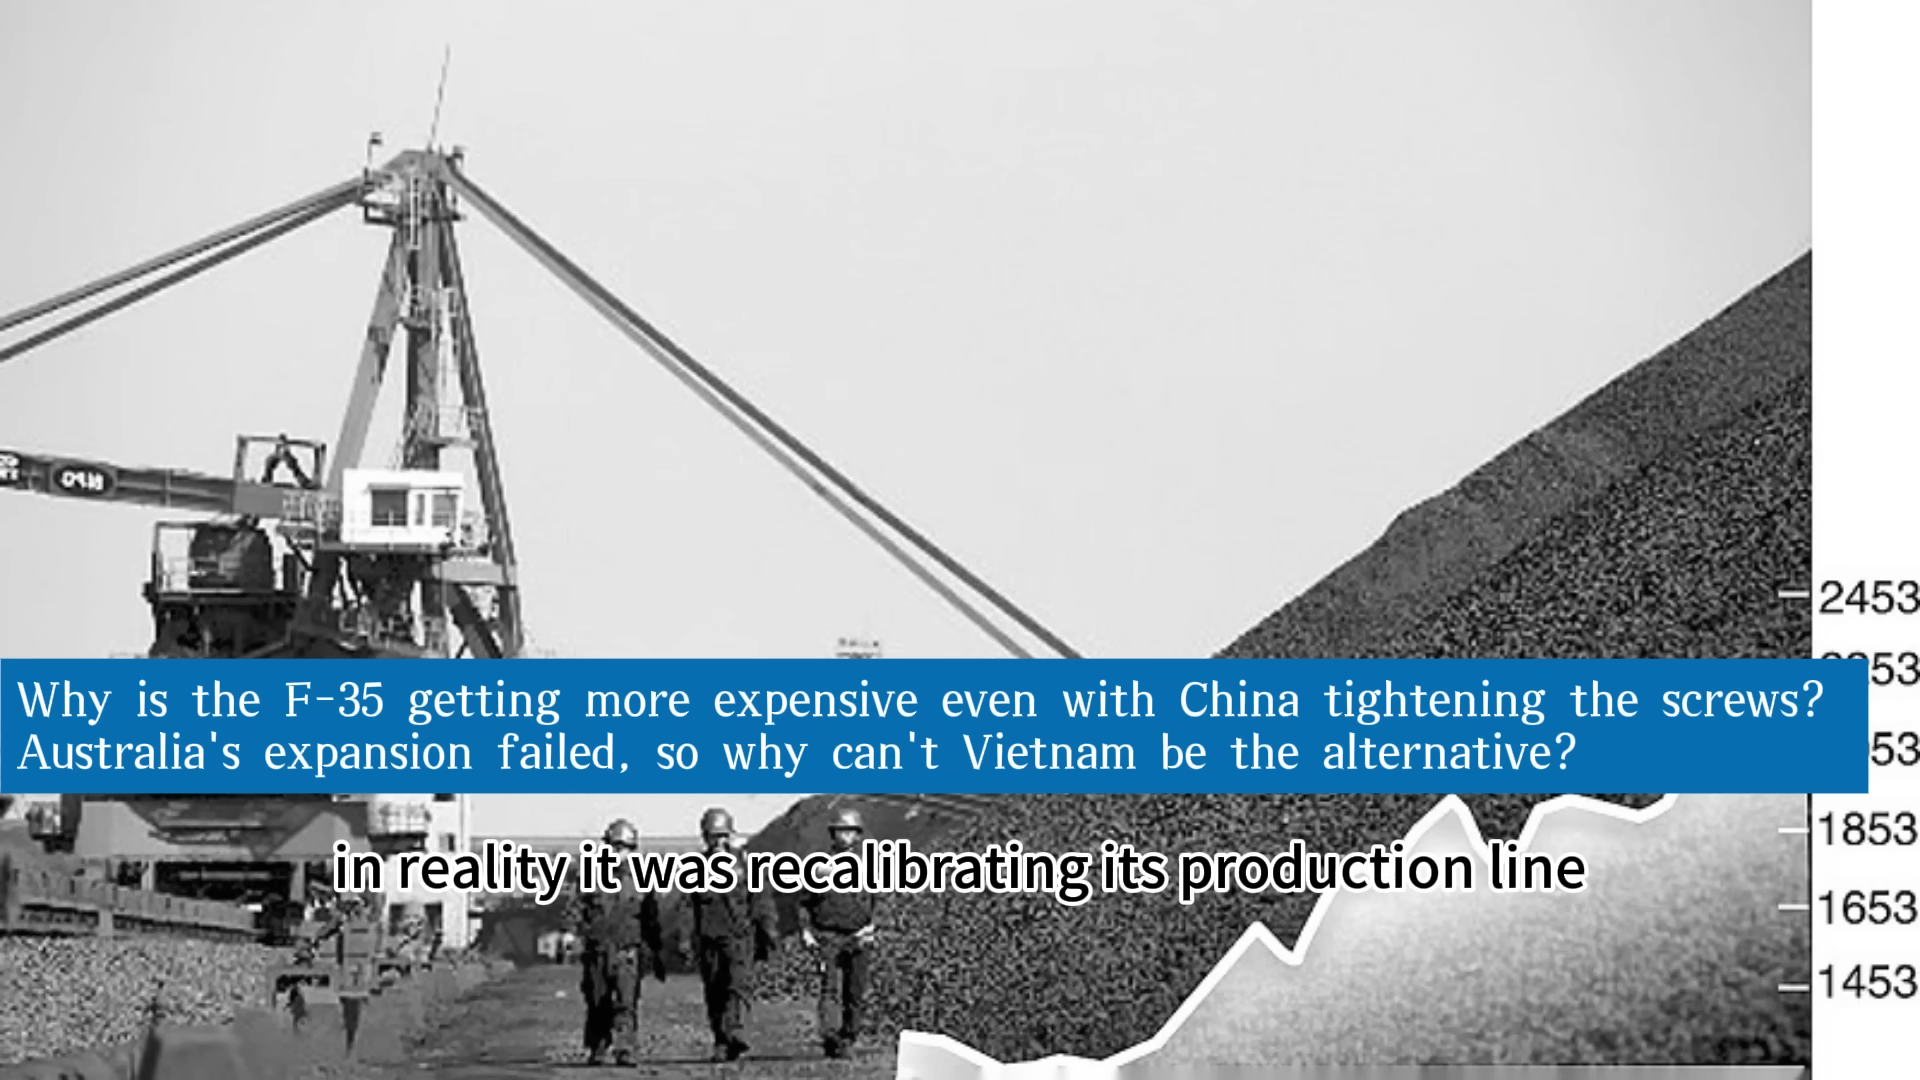 2453
Why is the F-35 getting more expensive even with China tightening the screws?
Australia's expansion failed, so why can't Vietnam be the alternative?
53
53
1853
in reality it was recalibrating its production line
1653
1453